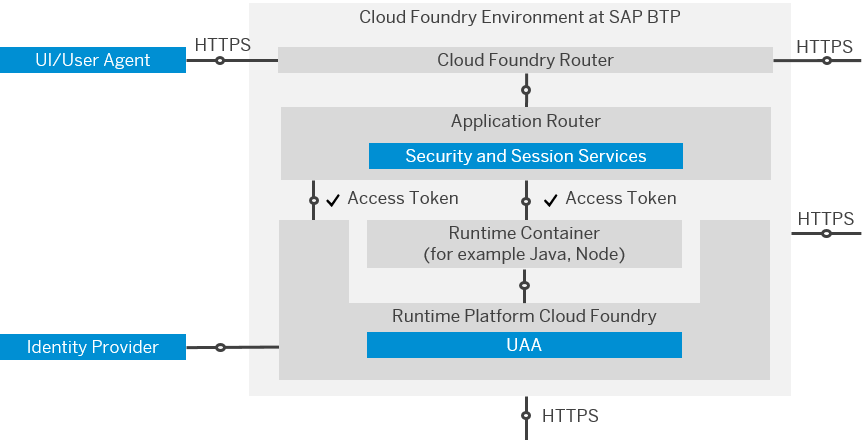 Cloud Foundry Environment at SAP BTP
HTTPS
HTTPS
UI/User Agent
Cloud Foundry Router
Application Router
Security and Session Services
Access Token
Access Token
HTTPS
Runtime Container
(for example Java, Node)
Runtime Platform Cloud Foundry
Identity Provider
UAA
HTTPS